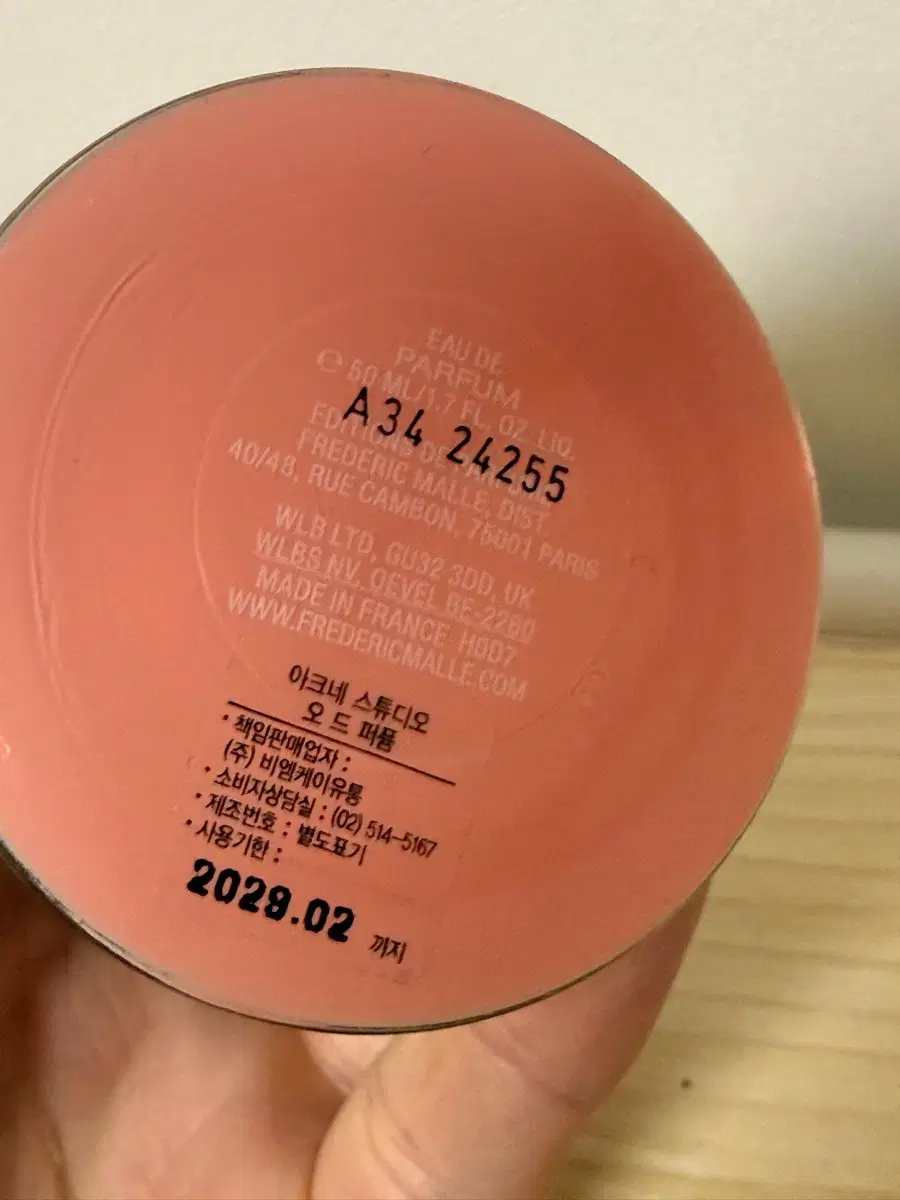 EAU DE
PARFUM
℮ 50 ML/1.7 FL. OZ. LIQ.
A34 24255
EDITIONS DE
FREDERIC MALLE, DIST.
40/48, RUE CAMBON, 75001 PARIS
WLB LTD, GU32 3DD, UK
WLBS NV, OEVEL BE-2260
MADE IN FRANCE H9D7
WWW.FREDERICMALLE.COM
아크네 스튜디오
오 드 퍼퓸
• 책임판매업자 :
(주) 비엠케이유통
• 소비자상담실 : (02) 514-5167
• 제조번호 : 별도표기
• 사용기한 :
2029.02 까지